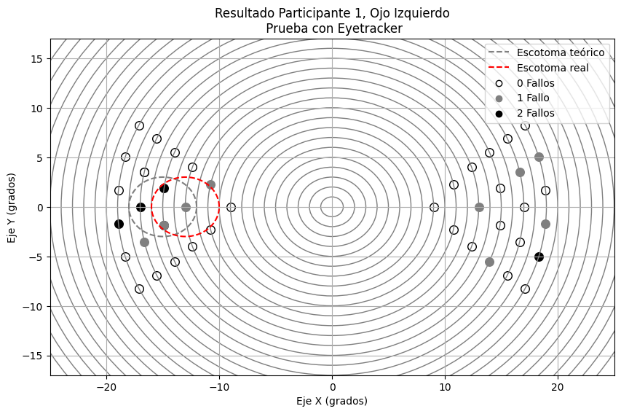 Resultado Participante 1, Ojo Izquierdo
Prueba con Eyetracker
Escotoma teórico
Escotoma real
0 Fallos
1 Fallo
2 Fallos
Eje Y (grados)
15
10
5
0
−5
−10
−15
−20
−10
0
10
20
Eje X (grados)